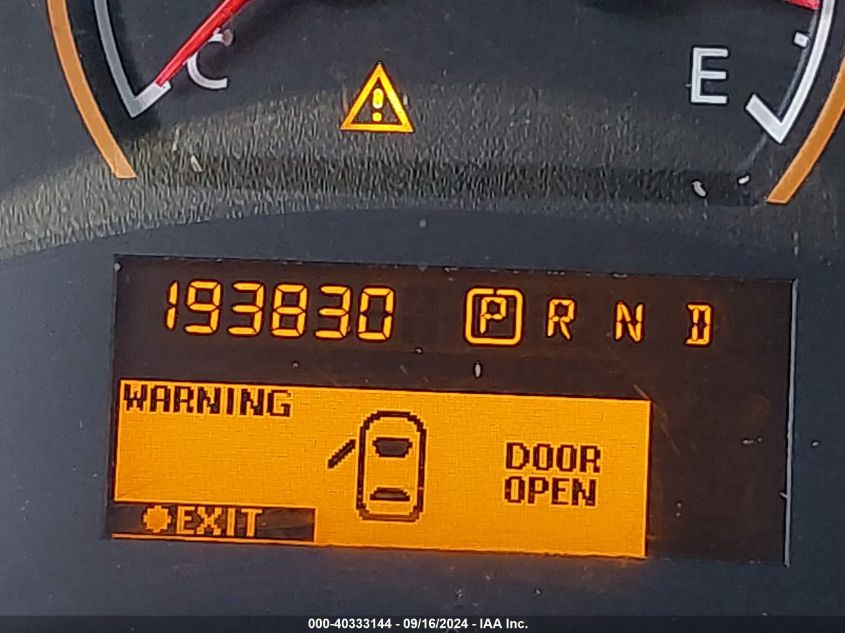 C E
193830 P R N D
WARNING
DOOR
OPEN
EXIT
000-40333144 - 09/16/2024 - IAA Inc.